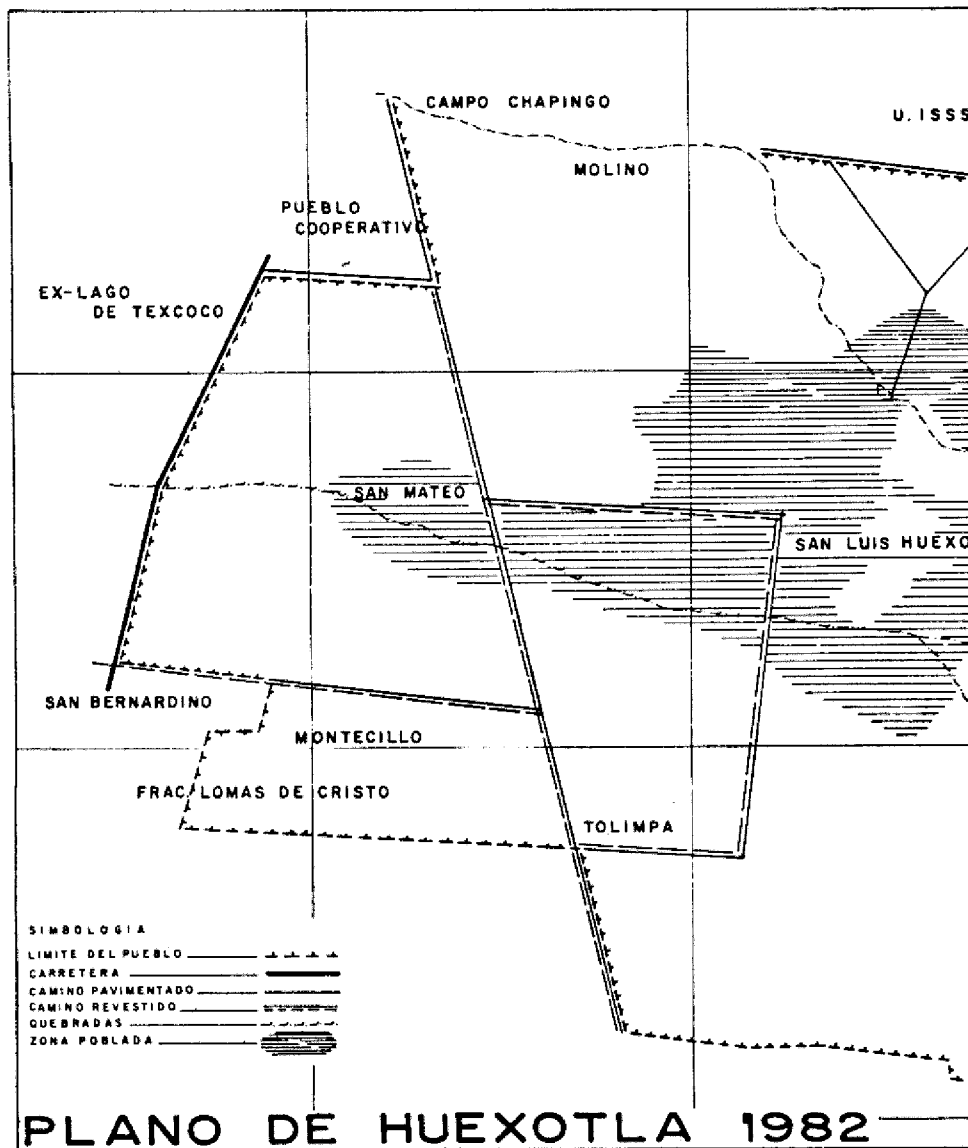 CAMPO CHAPINGO
U. ISSS
MOLINO
PUEBLO
COOPERATIVO
EX-LAGO
DE TEXCOCO
SAN MATEO
SAN LUIS HUEXO
SAN BERNARDINO
MONTECILLO
FRAC. LOMAS DE CRISTO
TOLIMPA
SIMBOLOGIA
LIMITE DEL PUEBLO
CARRETERA
CAMINO PAVIMENTADO
CAMINO REVESTIDO
QUEBRADAS
ZONA POBLADA
PLANO DE HUEXOTLA 1982